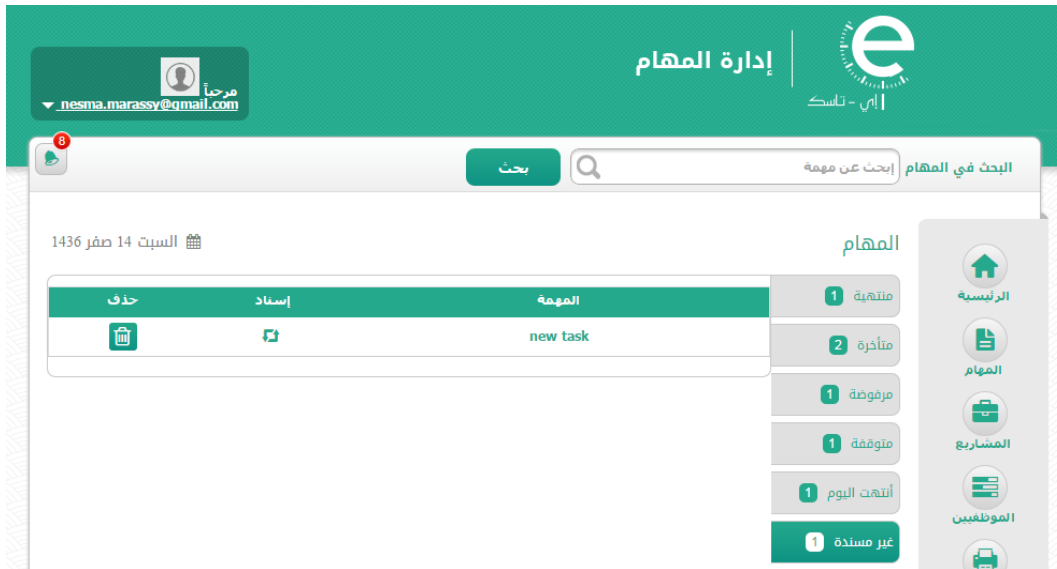 إدارة المهام
e
إي - تاسك
مرحباً
nesma.marassy@gmail.com
8
البحث في المهام
إبحث عن مهمة
بحث
المهام
السبت 14 صفر 1436
الرئيسية
المهام
المشاريع
الموظفيين
منتهية 1
متأخرة 2
مرفوضة 1
متوقفة 1
أنتهت اليوم 1
غير مسندة 1
المهمة إسناد حذف
new task